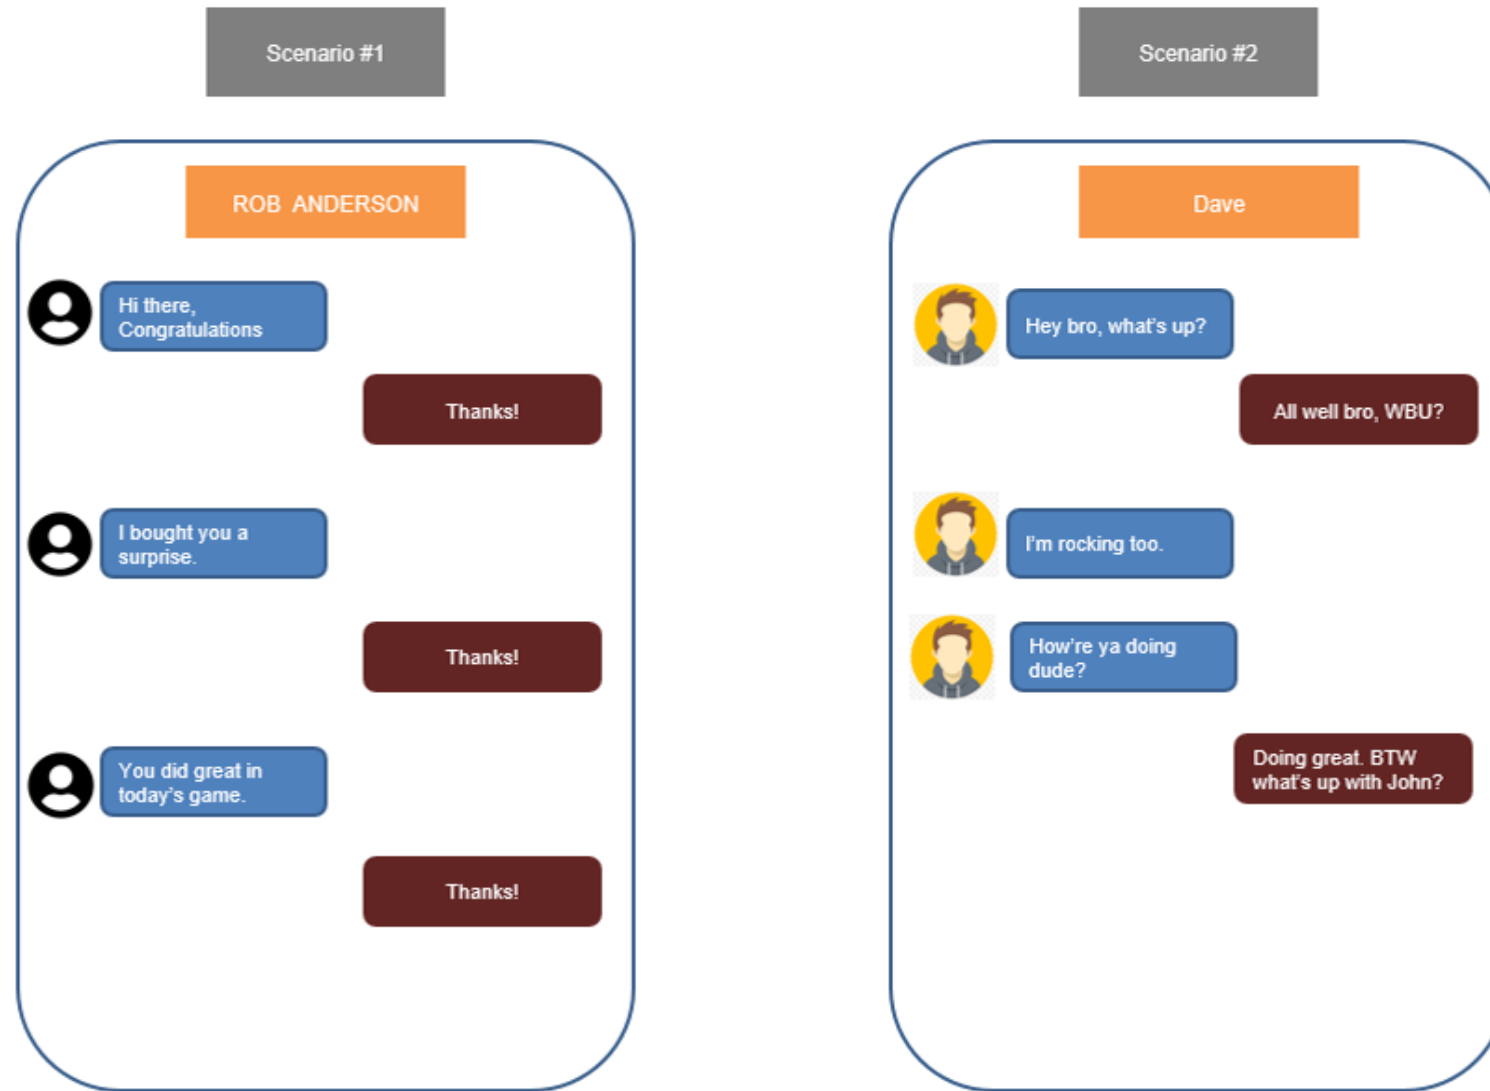 Scenario #1
ROB ANDERSON
Hi there,
Congratulations
Thanks!
I bought you a
surprise.
Thanks!
You did great in
today's game.
Thanks!
Scenario #2
Dave
Hey bro, what's up?
All well bro, WBU?
I'm rocking too.
How're ya doing
dude?
Doing great. BTW
what's up with John?